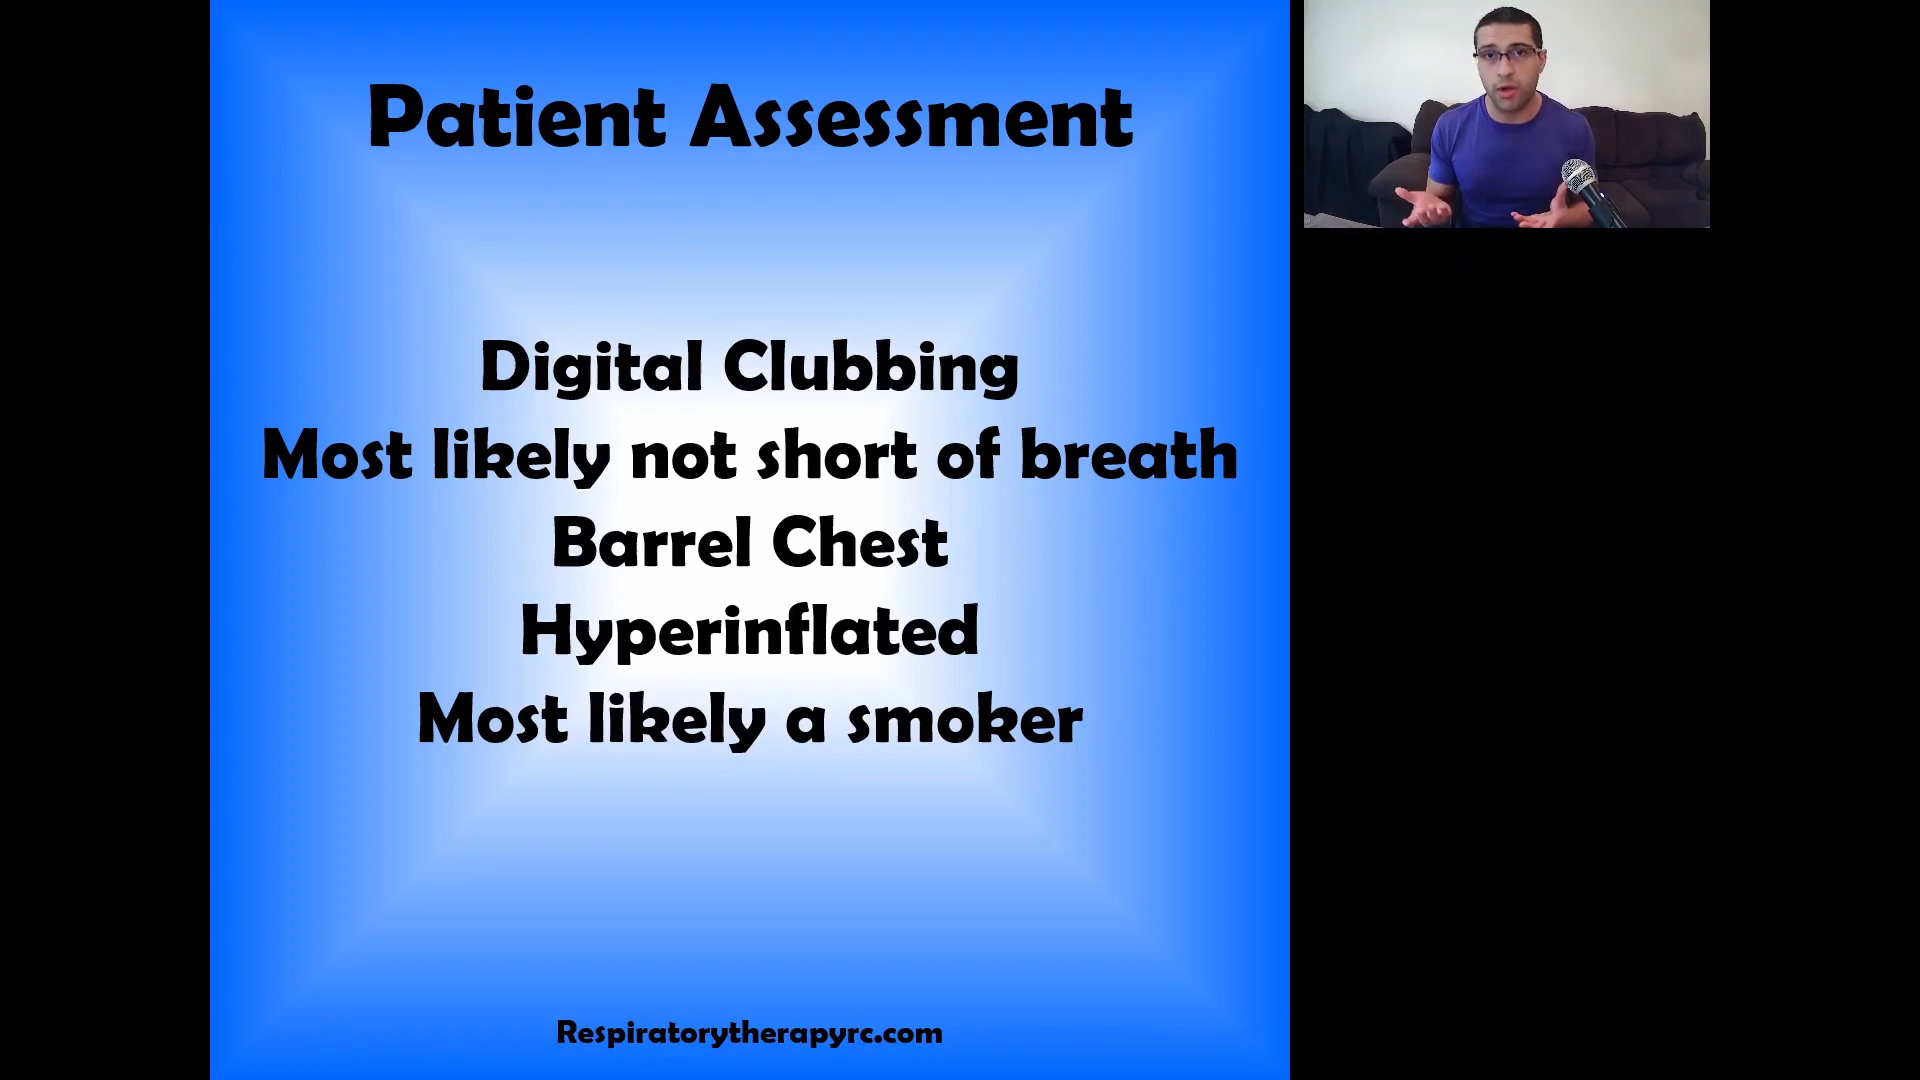 Patient Assessment
Digital Clubbing
Most likely not short of breath
Barrel Chest
Hyperinflated
Most likely a smoker
Respiratorytherapyrc.com